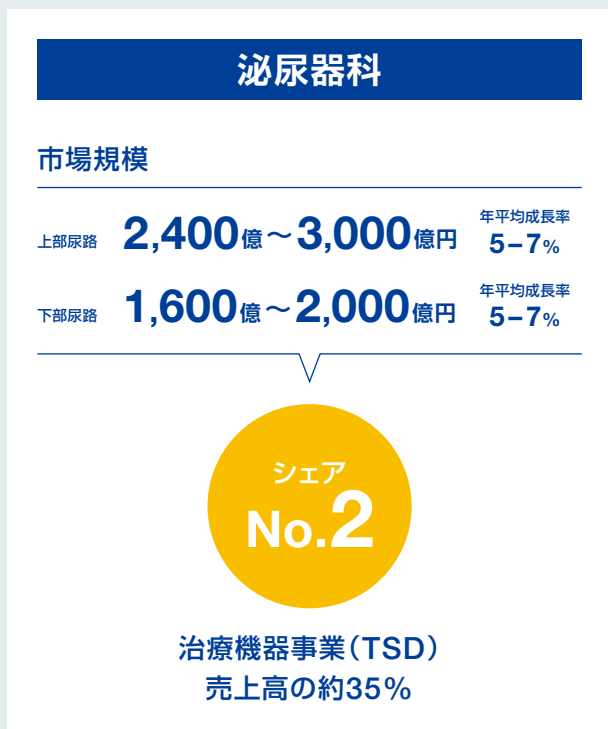 泌尿器科
市場規模
上部尿路 2,400億～3,000億円 年平均成長率 5－7%
下部尿路 1,600億～2,000億円 年平均成長率 5－7%
シェア
No.2
治療機器事業（TSD）
売上高の約35%